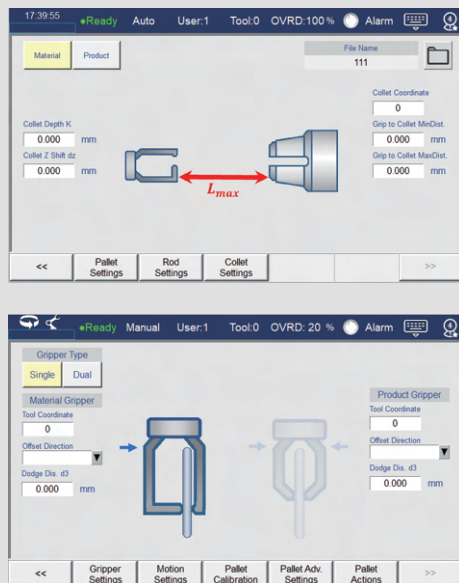 17:39:55 ●Ready Auto User:1 Tool:0 OVRD:100 % Alarm
Material Product
File Name
111
Collet Depth K
0.000 mm
Collet Z Shift dz
0.000 mm
Lmax
Collet Coordinate
0
Grip to Collet MinDist.
0.000 mm
Grip to Collet MaxDist.
0.000 mm
<< Pallet Settings Rod Settings Collet Settings >>
●Ready Manual User:1 Tool:0 OVRD: 20 % Alarm
Gripper Type
Single Dual
Material Gripper
Tool Coordinate
0
Offset Direction
Dodge Dis. d3
0.000 mm
Product Gripper
Tool Coordinate
0
Offset Direction
Dodge Dis. d3
0.000 mm
<< Gripper Settings Motion Settings Pallet Calibration Pallet Adv. Settings Pallet Actions >>